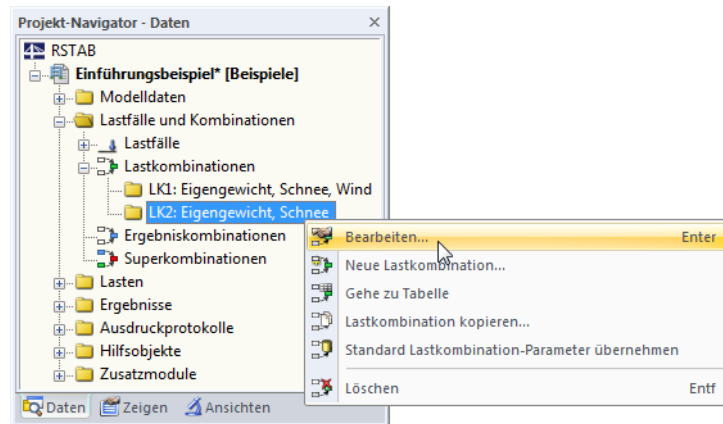 Projekt-Navigator - Daten
RSTAB
Einführungsbeispiel* [Beispiele]
Modelldaten
Lastfälle und Kombinationen
Lastfälle
Lastkombinationen
LK1: Eigengewicht, Schnee, Wind
LK2: Eigengewicht, Schnee
Ergebniskombinationen
Superkombinationen
Lasten
Ergebnisse
Ausdruckprotokolle
Hilfsobjekte
Zusatzmodule
Daten Zeigen Ansichten
Bearbeiten... Enter
Neue Lastkombination...
Gehe zu Tabelle
Lastkombination kopieren...
Standard Lastkombination-Parameter übernehmen
Löschen Entf